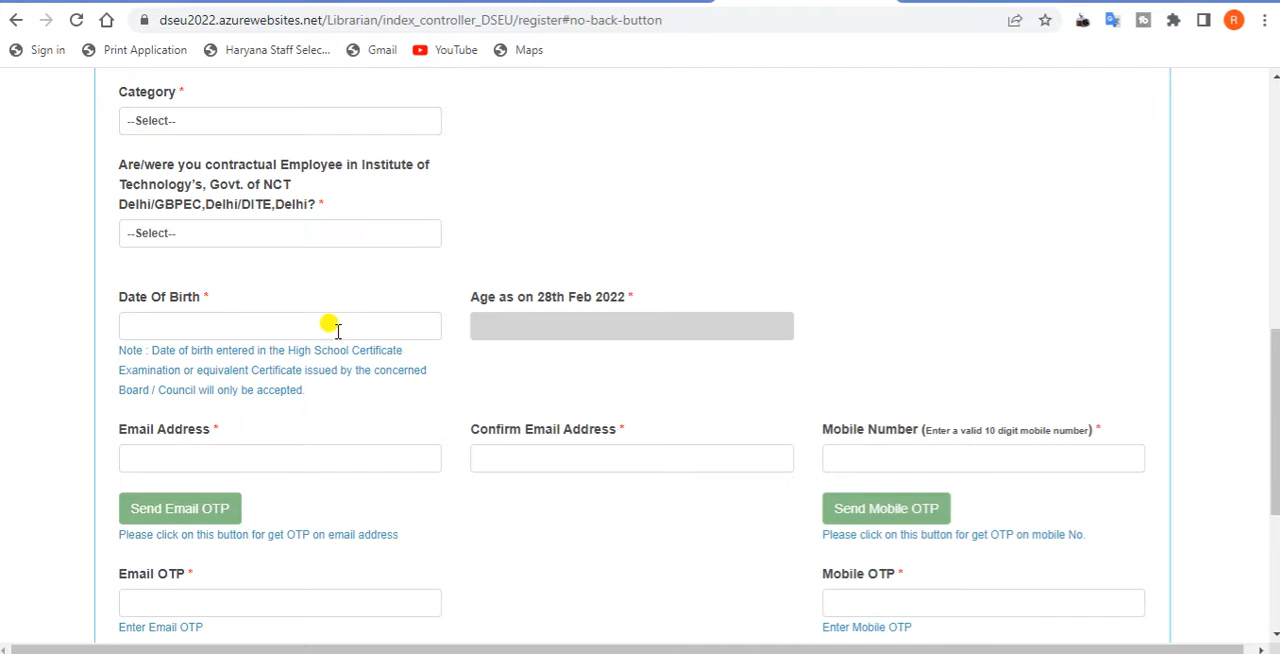 dseu2022.azurewebsites.net/Librarian/index_controller_DSEU/register#no-back-button
R
Sign in Print Application Haryana Staff Selec... Gmail YouTube Maps
Category *
--Select--
Are/were you contractual Employee in Institute of
Technology's, Govt. of NCT
Delhi/GBPEC,Delhi/DITE,Delhi? *
--Select--
Date Of Birth * Age as on 28th Feb 2022 *
Note : Date of birth entered in the High School Certificate
Examination or equivalent Certificate issued by the concerned
Board / Council will only be accepted.
Email Address * Confirm Email Address * Mobile Number (Enter a valid 10 digit mobile number) *
Send Email OTP Send Mobile OTP
Please click on this button for get OTP on email address Please click on this button for get OTP on mobile No.
Email OTP * Mobile OTP *
Enter Email OTP Enter Mobile OTP